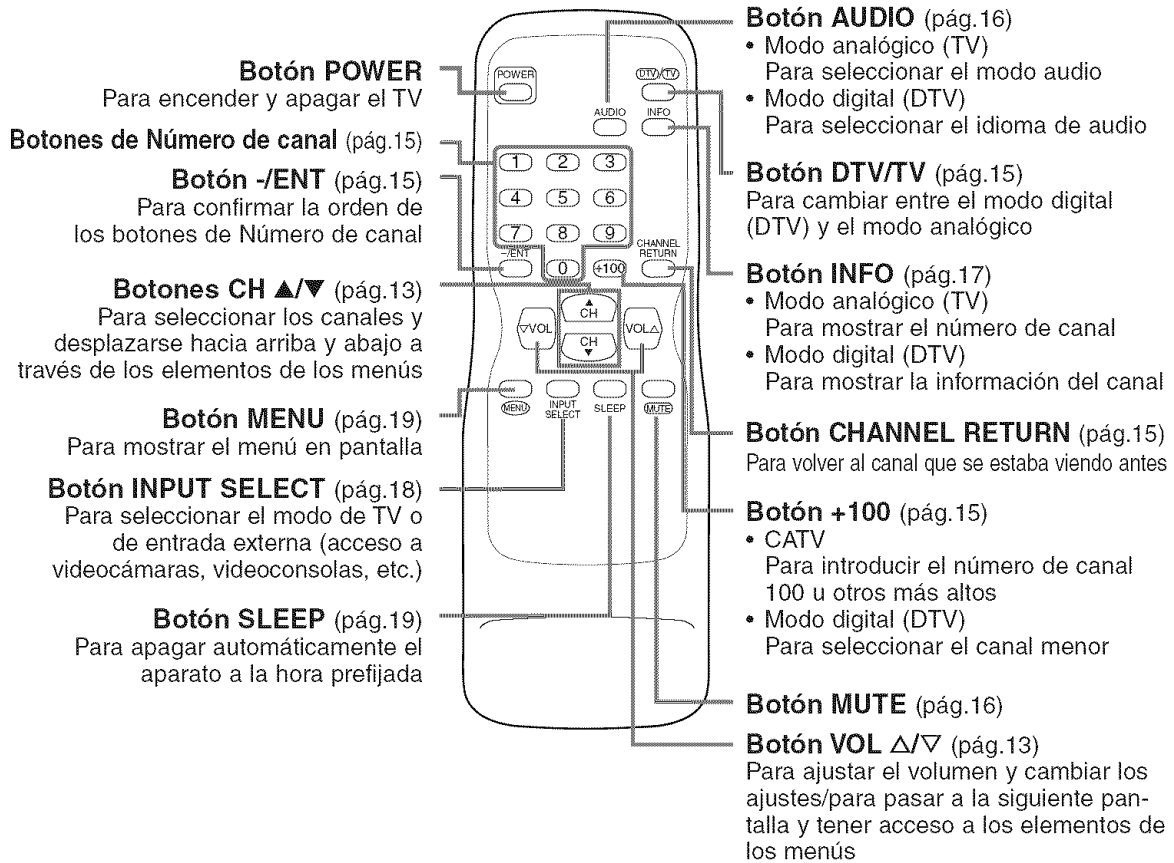 Botón POWER
Para encender y apagar el TV
Botones de Número de canal (pág.15)
Botón -/ENT (pág.15)
Para confirmar la orden de
los botones de Número de canal
Botones CH ▲/▼ (pág.13)
Para seleccionar los canales y
desplazarse hacia arriba y abajo a
través de los elementos de los menús
Botón MENU (pág.19)
Para mostrar el menú en pantalla
Botón INPUT SELECT (pág.18)
Para seleccionar el modo de TV o
de entrada externa (acceso a
videocámaras, videoconsolas, etc.)
Botón SLEEP (pág.19)
Para apagar automáticamente el
aparato a la hora prefijada
POWER
DTV/TV
AUDIO INFO
1 2 3
4 5 6
7 8 9
-/ENT
CHANNEL
RETURN
0 +100
▲
CH
▽VOL
VOL△
CH
▼
MENU
INPUT
SELECT
SLEEP
MUTE
Botón AUDIO (pág.16)
• Modo analógico (TV)
Para seleccionar el modo audio
• Modo digital (DTV)
Para seleccionar el idioma de audio
Botón DTV/TV (pág.15)
Para cambiar entre el modo digital
(DTV) y el modo analógico
Botón INFO (pág.17)
• Modo analógico (TV)
Para mostrar el número de canal
• Modo digital (DTV)
Para mostrar la información del canal
Botón CHANNEL RETURN (pág.15)
Para volver al canal que se estaba viendo antes
Botón +100 (pág.15)
• CATV
Para introducir el número de canal
100 u otros más altos
• Modo digital (DTV)
Para seleccionar el canal menor
Botón MUTE (pág.16)
Botón VOL △/▽ (pág.13)
Para ajustar el volumen y cambiar los
ajustes/para pasar a la siguiente pan-
talla y tener acceso a los elementos de
los menús